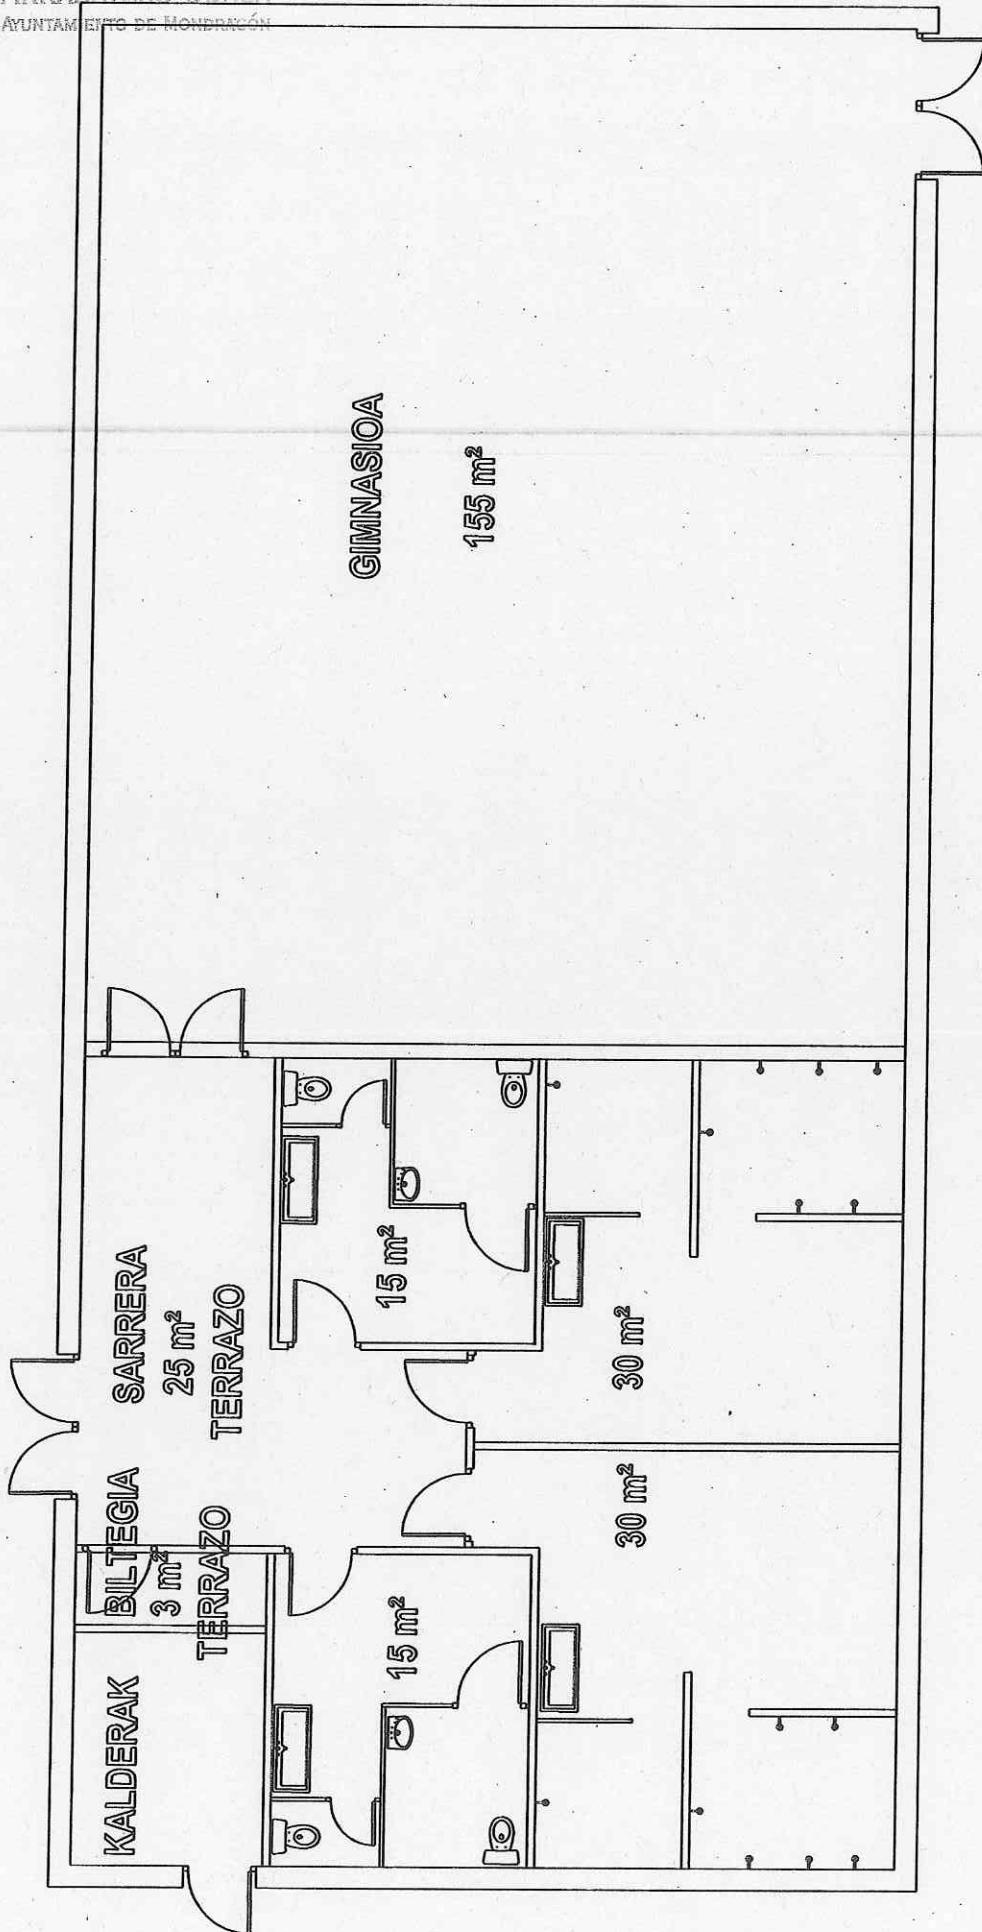 AYUNTAMIENTO DE MONDRAGÓN
GIMNASIOA
155 m²
SARRERA
25 m²
TERRAZO
15 m²
30 m²
BILTEGIA
3 m²
TERRAZO
15 m²
30 m²
KALDERAK